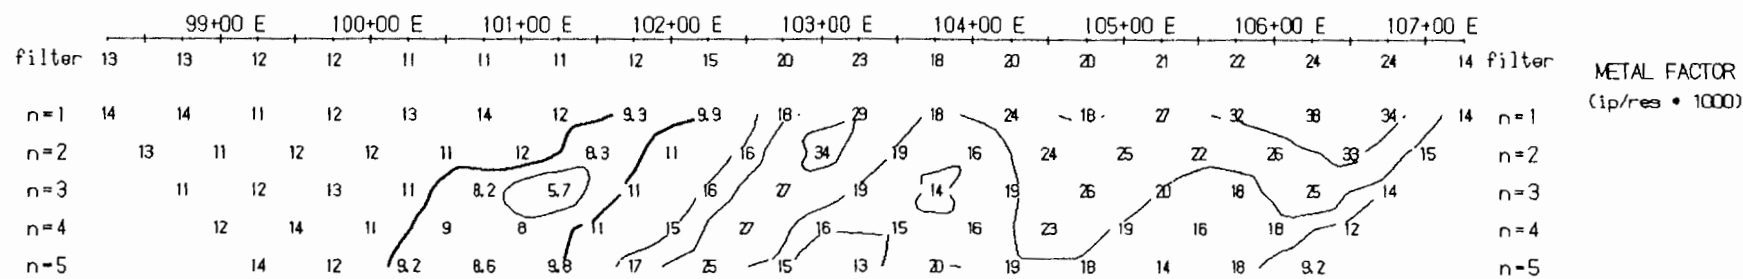 99+00 E 100+00 E 101+00 E 102+00 E 103+00 E 104+00 E 105+00 E 106+00 E 107+00 E
filter 13 13 12 12 11 11 11 12 15 20 23 18 20 20 21 22 24 24 14 filter
METAL FACTOR
(ip/res * 1000)
n=1 14 14 11 12 13 14 12 9.3 9.9 18 29 18 24 18 27 32 38 34 14 n=1
n=2 13 11 12 12 11 12 8.3 11 16 34 19 16 24 25 22 26 33 15 n=2
n=3 11 12 13 11 8.2 5.7 11 16 27 19 14 19 26 20 18 25 14 n=3
n=4 12 14 11 9 8 11 15 27 16 15 16 23 19 16 18 12 n=4
n=5 14 12 9.2 8.6 9.8 17 25 15 13 20 19 18 14 18 9.2 n=5